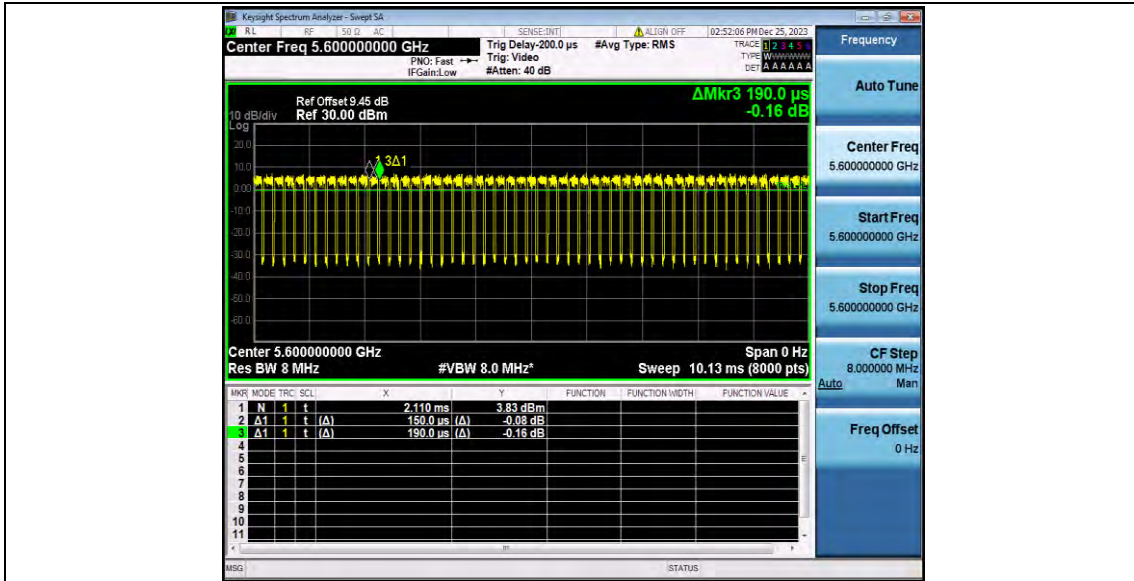 Keysight Spectrum Analyzer - Swept SA
RL RF 50 Ω AC SENSE:INT ALIGN OFF 02:52:06 PM Dec 25, 2023
Center Freq 5.600000000 GHz
PNO: Fast
IFGain:Low
Trig Delay-200.0 µs
Trig: Video
#Atten: 40 dB
#Avg Type: RMS
TRACE 1 2 3 4 5 6
TYPE W
DET A A A A A A
Ref Offset 9.45 dB
10 dB/div Ref 30.00 dBm
Log
ΔMkr3 190.0 µs
-0.16 dB
20.0
10.0
0.00
-10.0
-20.0
-30.0
-40.0
-50.0
-60.0
1 3Δ1
Center 5.600000000 GHz Span 0 Hz
Res BW 8 MHz #VBW 8.0 MHz* Sweep 10.13 ms (8000 pts)
MKR MODE TRC SCL X Y FUNCTION FUNCTION WIDTH FUNCTION VALUE
1 N 1 t 2.110 ms 3.83 dBm
2 Δ1 1 t (Δ) 150.0 µs (Δ) -0.08 dB
3 Δ1 1 t (Δ) 190.0 µs (Δ) -0.16 dB
4
5
6
7
8
9
10
11
MSG STATUS
Frequency
Auto Tune
Center Freq
5.600000000 GHz
Start Freq
5.600000000 GHz
Stop Freq
5.600000000 GHz
CF Step
8.000000 MHz
Auto Man
Freq Offset
0 Hz